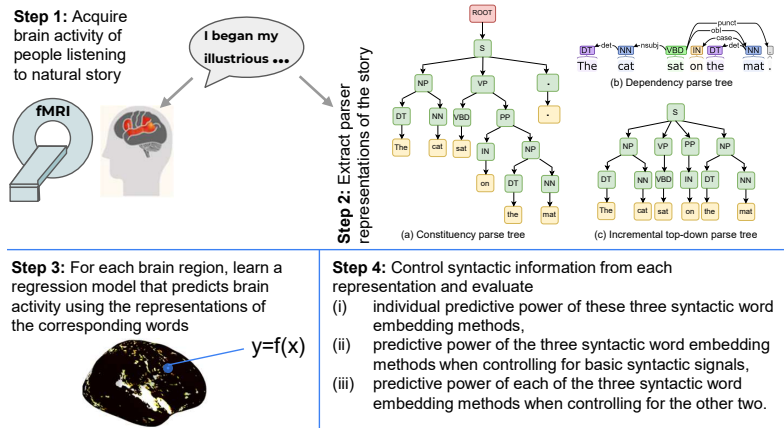 Step 1: Acquire
brain activity of
people listening
to natural story
I began my
illustrious ...
fMRI
Step 2: Extract parser
representations of the story
ROOT
S
NP VP .
DT NN VBD PP .
The cat sat IN NP
on DT NN
the mat
(a) Constituency parse tree
punct
obl
case
DT det NN nsubj VBD IN DT det NN .
The cat sat on the mat .
(b) Dependency parse tree
S
NP VP PP NP
DT NN VBD IN DT NN
The cat sat on the mat
(c) Incremental top-down parse tree
Step 3: For each brain region, learn a
regression model that predicts brain
activity using the representations of
the corresponding words
y=f(x)
Step 4: Control syntactic information from each
representation and evaluate
(i) individual predictive power of these three syntactic word
embedding methods,
(ii) predictive power of the three syntactic word embedding
methods when controlling for basic syntactic signals,
(iii) predictive power of each of the three syntactic word
embedding methods when controlling for the other two.